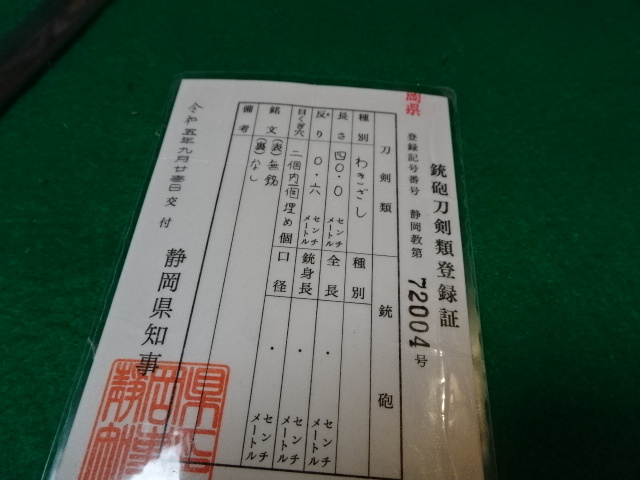 銃砲刀剣類登録証
岡県
登録記号番号 静岡教第 72004 号
刀剣類
銃砲
種別 わきざし
種別
長さ 四〇.〇 センチメートル
全長 . センチメートル
反り 〇.六 センチメートル
銃身長 . センチメートル
目くぎ穴 二個内一個埋め 個
口径 . センチメートル
銘文 (表) 無銘
(裏) なし
備考
令和五年九月廿壱日 交付
静岡県知事